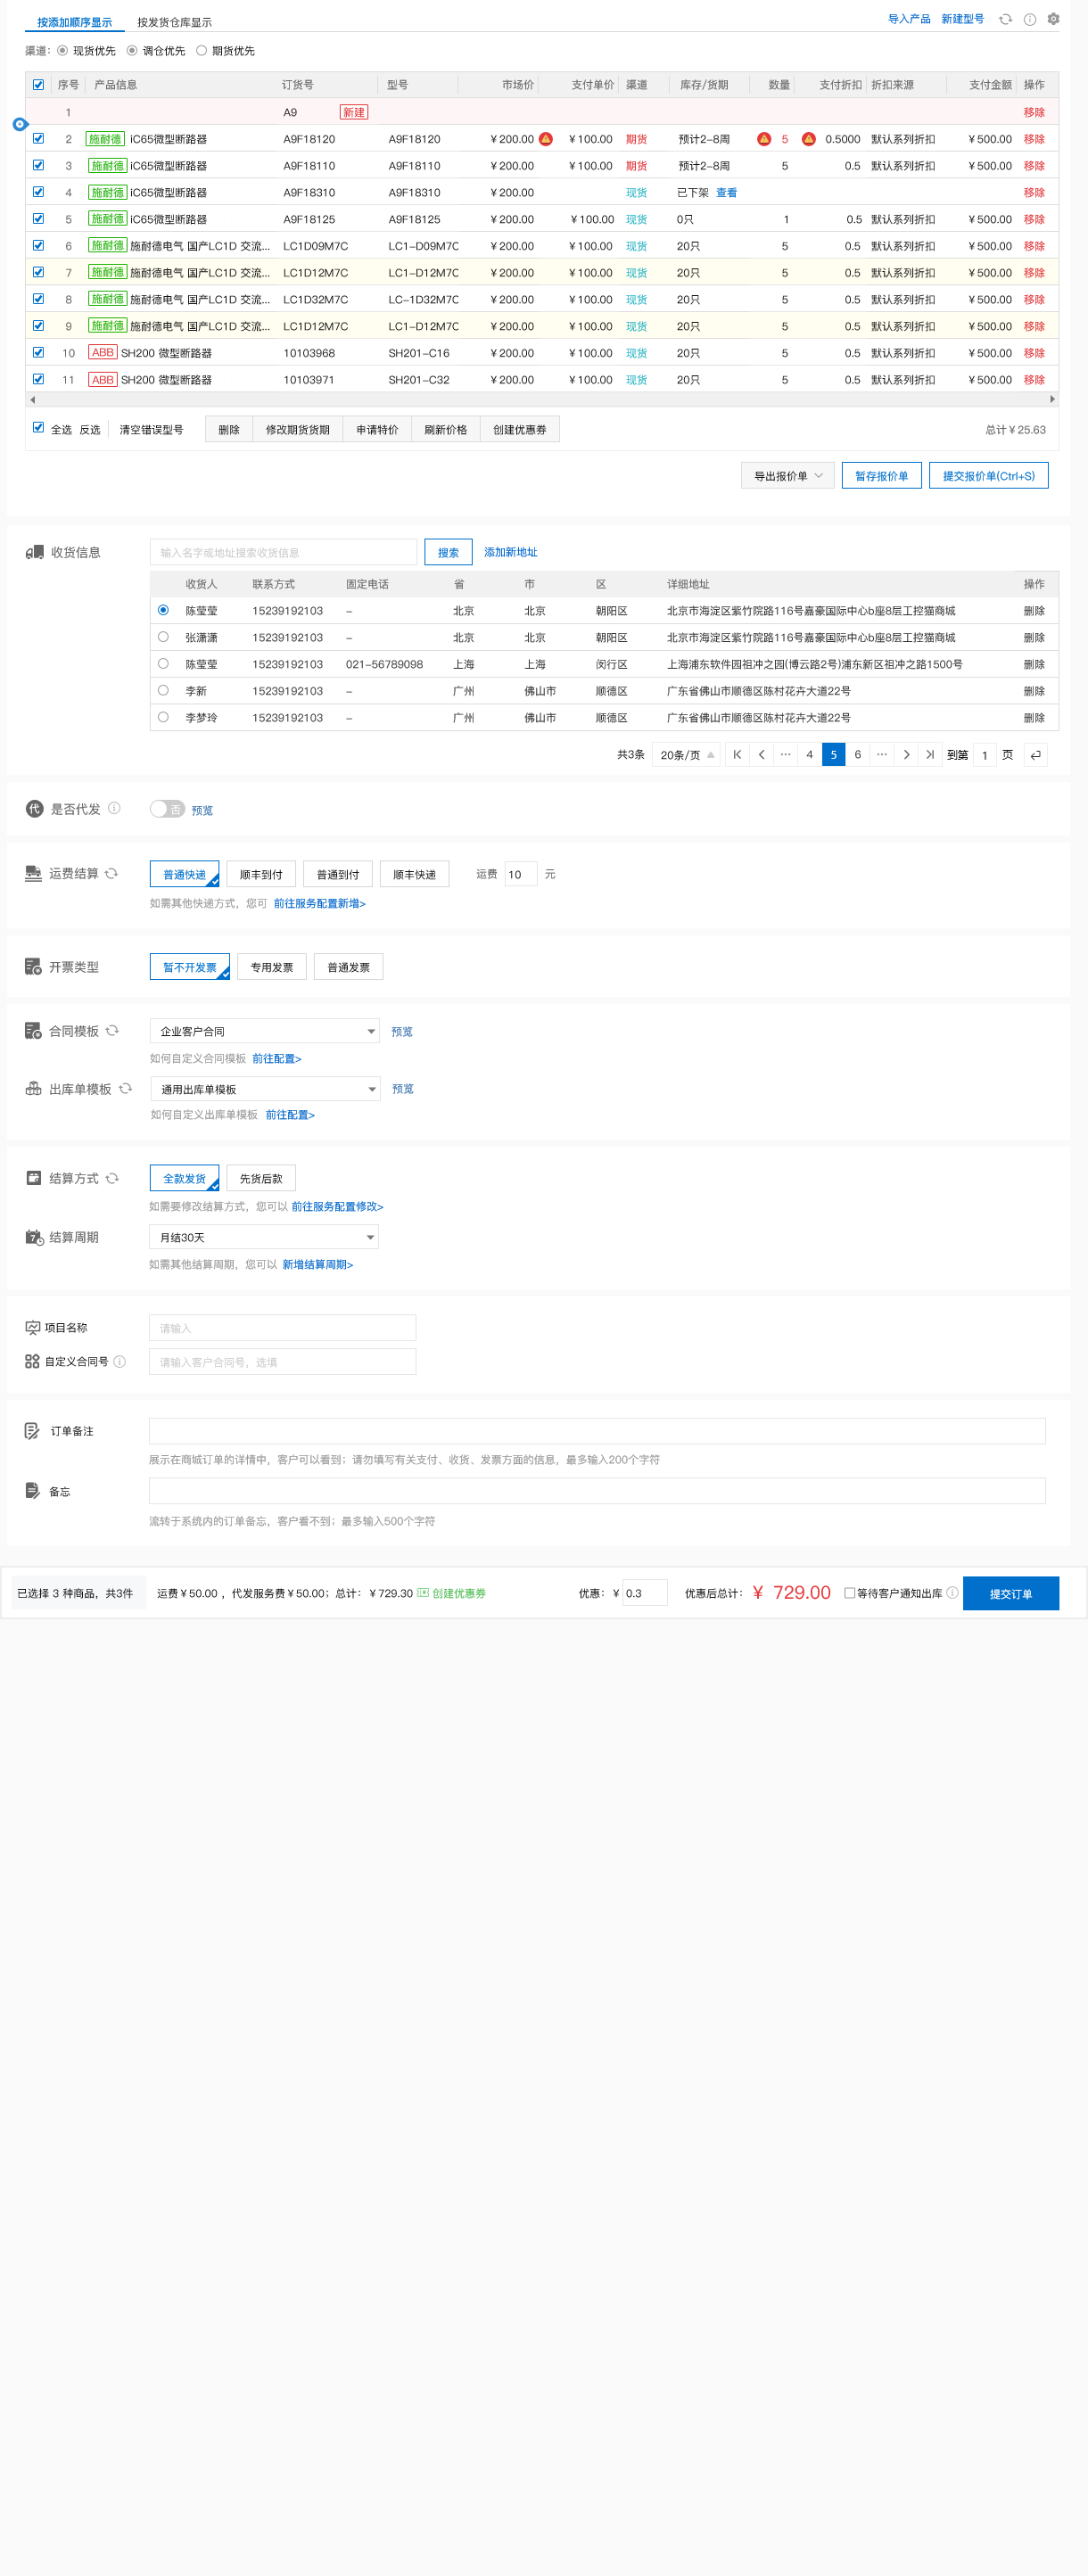 按添加顺序显示 按发货仓库显示 导入产品 新建型号
渠道： 现货优先 调仓优先 期货优先
序号 产品信息 订货号 型号 市场价 支付单价 渠道 库存/货期 数量 支付折扣 折扣来源 支付金额 操作
1 A9 新建 移除
2 施耐德 iC65微型断路器 A9F18120 A9F18120 ¥200.00 ¥100.00 期货 预计2-8周 5 0.5000 默认系列折扣 ¥500.00 移除
3 施耐德 iC65微型断路器 A9F18110 A9F18110 ¥200.00 ¥100.00 期货 预计2-8周 5 0.5 默认系列折扣 ¥500.00 移除
4 施耐德 iC65微型断路器 A9F18310 A9F18310 ¥200.00 现货 已下架 查看 移除
5 施耐德 iC65微型断路器 A9F18125 A9F18125 ¥200.00 ¥100.00 现货 0只 1 0.5 默认系列折扣 ¥500.00 移除
6 施耐德 施耐德电气 国产LC1D 交流... LC1D09M7C LC1-D09M7C ¥200.00 ¥100.00 现货 20只 5 0.5 默认系列折扣 ¥500.00 移除
7 施耐德 施耐德电气 国产LC1D 交流... LC1D12M7C LC1-D12M7C ¥200.00 ¥100.00 现货 20只 5 0.5 默认系列折扣 ¥500.00 移除
8 施耐德 施耐德电气 国产LC1D 交流... LC1D32M7C LC-1D32M7C ¥200.00 ¥100.00 现货 20只 5 0.5 默认系列折扣 ¥500.00 移除
9 施耐德 施耐德电气 国产LC1D 交流... LC1D12M7C LC1-D12M7C ¥200.00 ¥100.00 现货 20只 5 0.5 默认系列折扣 ¥500.00 移除
10 ABB SH200 微型断路器 10103968 SH201-C16 ¥200.00 ¥100.00 现货 20只 5 0.5 默认系列折扣 ¥500.00 移除
11 ABB SH200 微型断路器 10103971 SH201-C32 ¥200.00 ¥100.00 现货 20只 5 0.5 默认系列折扣 ¥500.00 移除
全选 反选 清空错误型号 删除 修改期货货期 申请特价 刷新价格 创建优惠券 总计¥25.63
导出报价单 暂存报价单 提交报价单(Ctrl+S)
收货信息 输入名字或地址搜索收货信息 搜索 添加新地址
收货人 联系方式 固定电话 省 市 区 详细地址 操作
陈莹莹 15239192103 - 北京 北京 朝阳区 北京市海淀区紫竹院路116号嘉豪国际中心b座8层工控猫商城 删除
张潇潇 15239192103 - 北京 北京 朝阳区 北京市海淀区紫竹院路116号嘉豪国际中心b座8层工控猫商城 删除
陈莹莹 15239192103 021-56789098 上海 上海 闵行区 上海浦东软件园祖冲之园(博云路2号)浦东新区祖冲之路1500号 删除
李新 15239192103 - 广州 佛山市 顺德区 广东省佛山市顺德区陈村花卉大道22号 删除
李梦玲 15239192103 - 广州 佛山市 顺德区 广东省佛山市顺德区陈村花卉大道22号 删除
共3条 20条/页 ··· 4 5 6 ··· 到第 1 页
代 是否代发 否 预览
运费结算 普通快递 顺丰到付 普通到付 顺丰快递 运费 10 元
如需其他快递方式，您可 前往服务配置新增>
开票类型 暂不开发票 专用发票 普通发票
合同模板 企业客户合同 预览
如何自定义合同模板 前往配置>
出库单模板 通用出库单模板 预览
如何自定义出库单模板 前往配置>
结算方式 全款发货 先货后款
如需要修改结算方式，您可以 前往服务配置修改>
7 结算周期 月结30天
如需其他结算周期，您可以 新增结算周期>
项目名称 请输入
自定义合同号 请输入客户合同号，选填
订单备注
展示在商城订单的详情中，客户可以看到；请勿填写有关支付、收货、发票方面的信息，最多输入200个字符
备忘
流转于系统内的订单备忘，客户看不到；最多输入500个字符
已选择 3 种商品，共3件 运费¥50.00 ，代发服务费¥50.00；总计：¥729.30 创建优惠券 优惠：¥ 0.3 优惠后总计：¥ 729.00 等待客户通知出库 提交订单